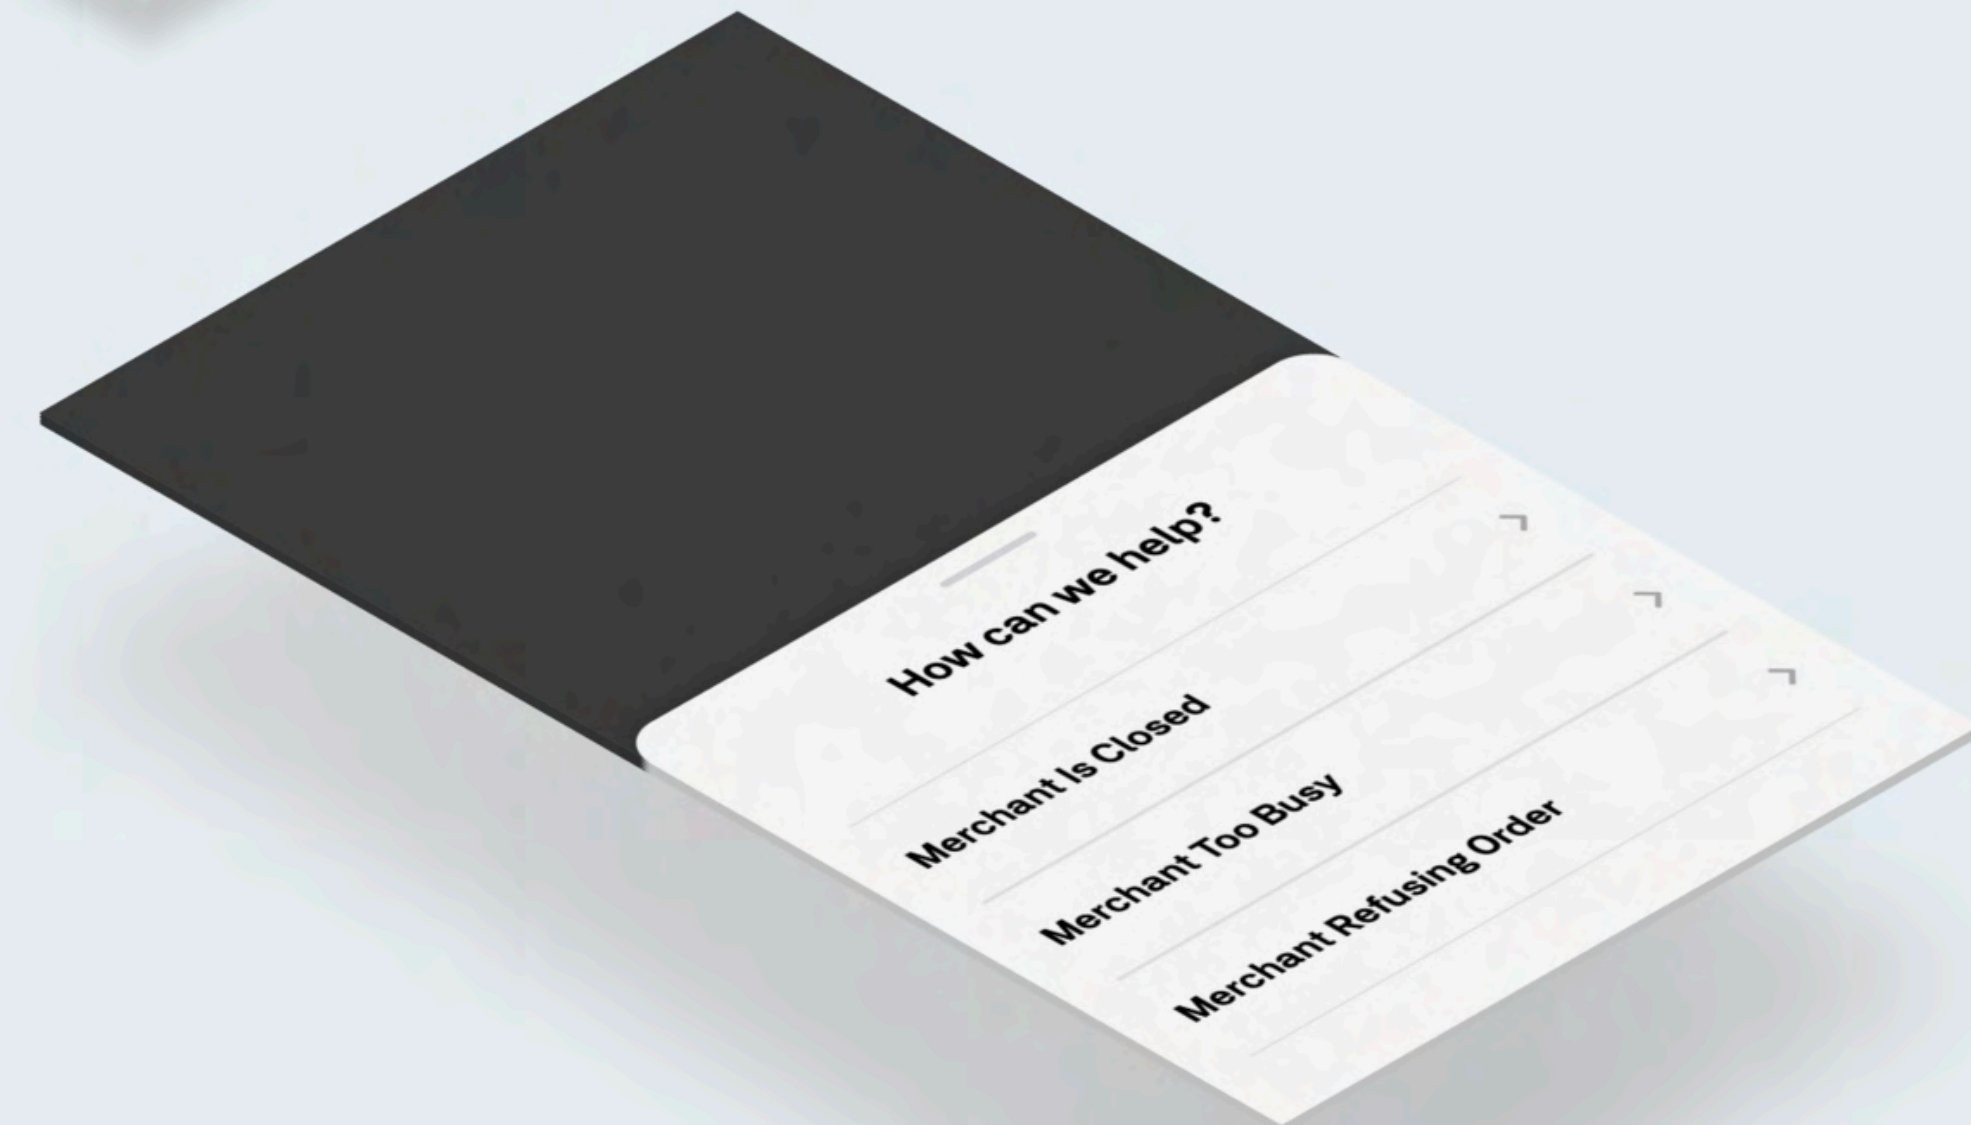 How can we help?
Merchant Is Closed
Merchant Too Busy
Merchant Refusing Order